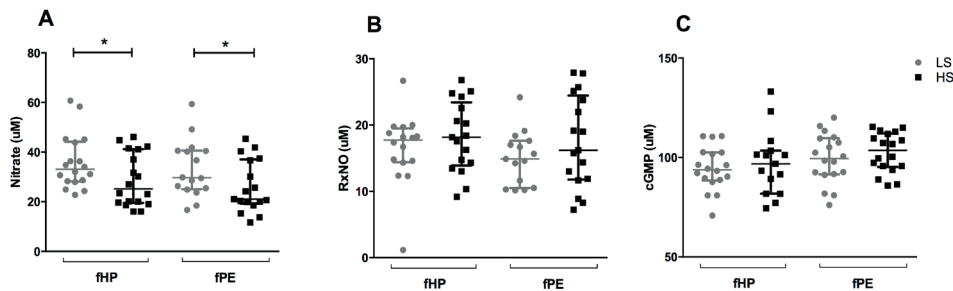 A
Nitrate (uM)
80
60
40
20
0
*
*
fHP
fPE
B
RxNO (uM)
30
20
10
0
fHP
fPE
C
cGMP (uM)
150
100
50
fHP
fPE
LS
HS